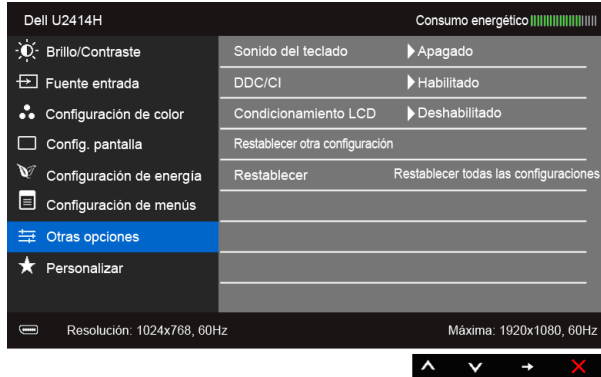 Dell U2414H Consumo energético
Brillo/Contraste Sonido del teclado Apagado
Fuente entrada DDC/CI Habilitado
Configuración de color Condicionamiento LCD Deshabilitado
Config. pantalla Restablecer otra configuración
Configuración de energía Restablecer Restablecer todas las configuraciones
Configuración de menús
Otras opciones
Personalizar
Resolución: 1024x768, 60Hz Máxima: 1920x1080, 60Hz